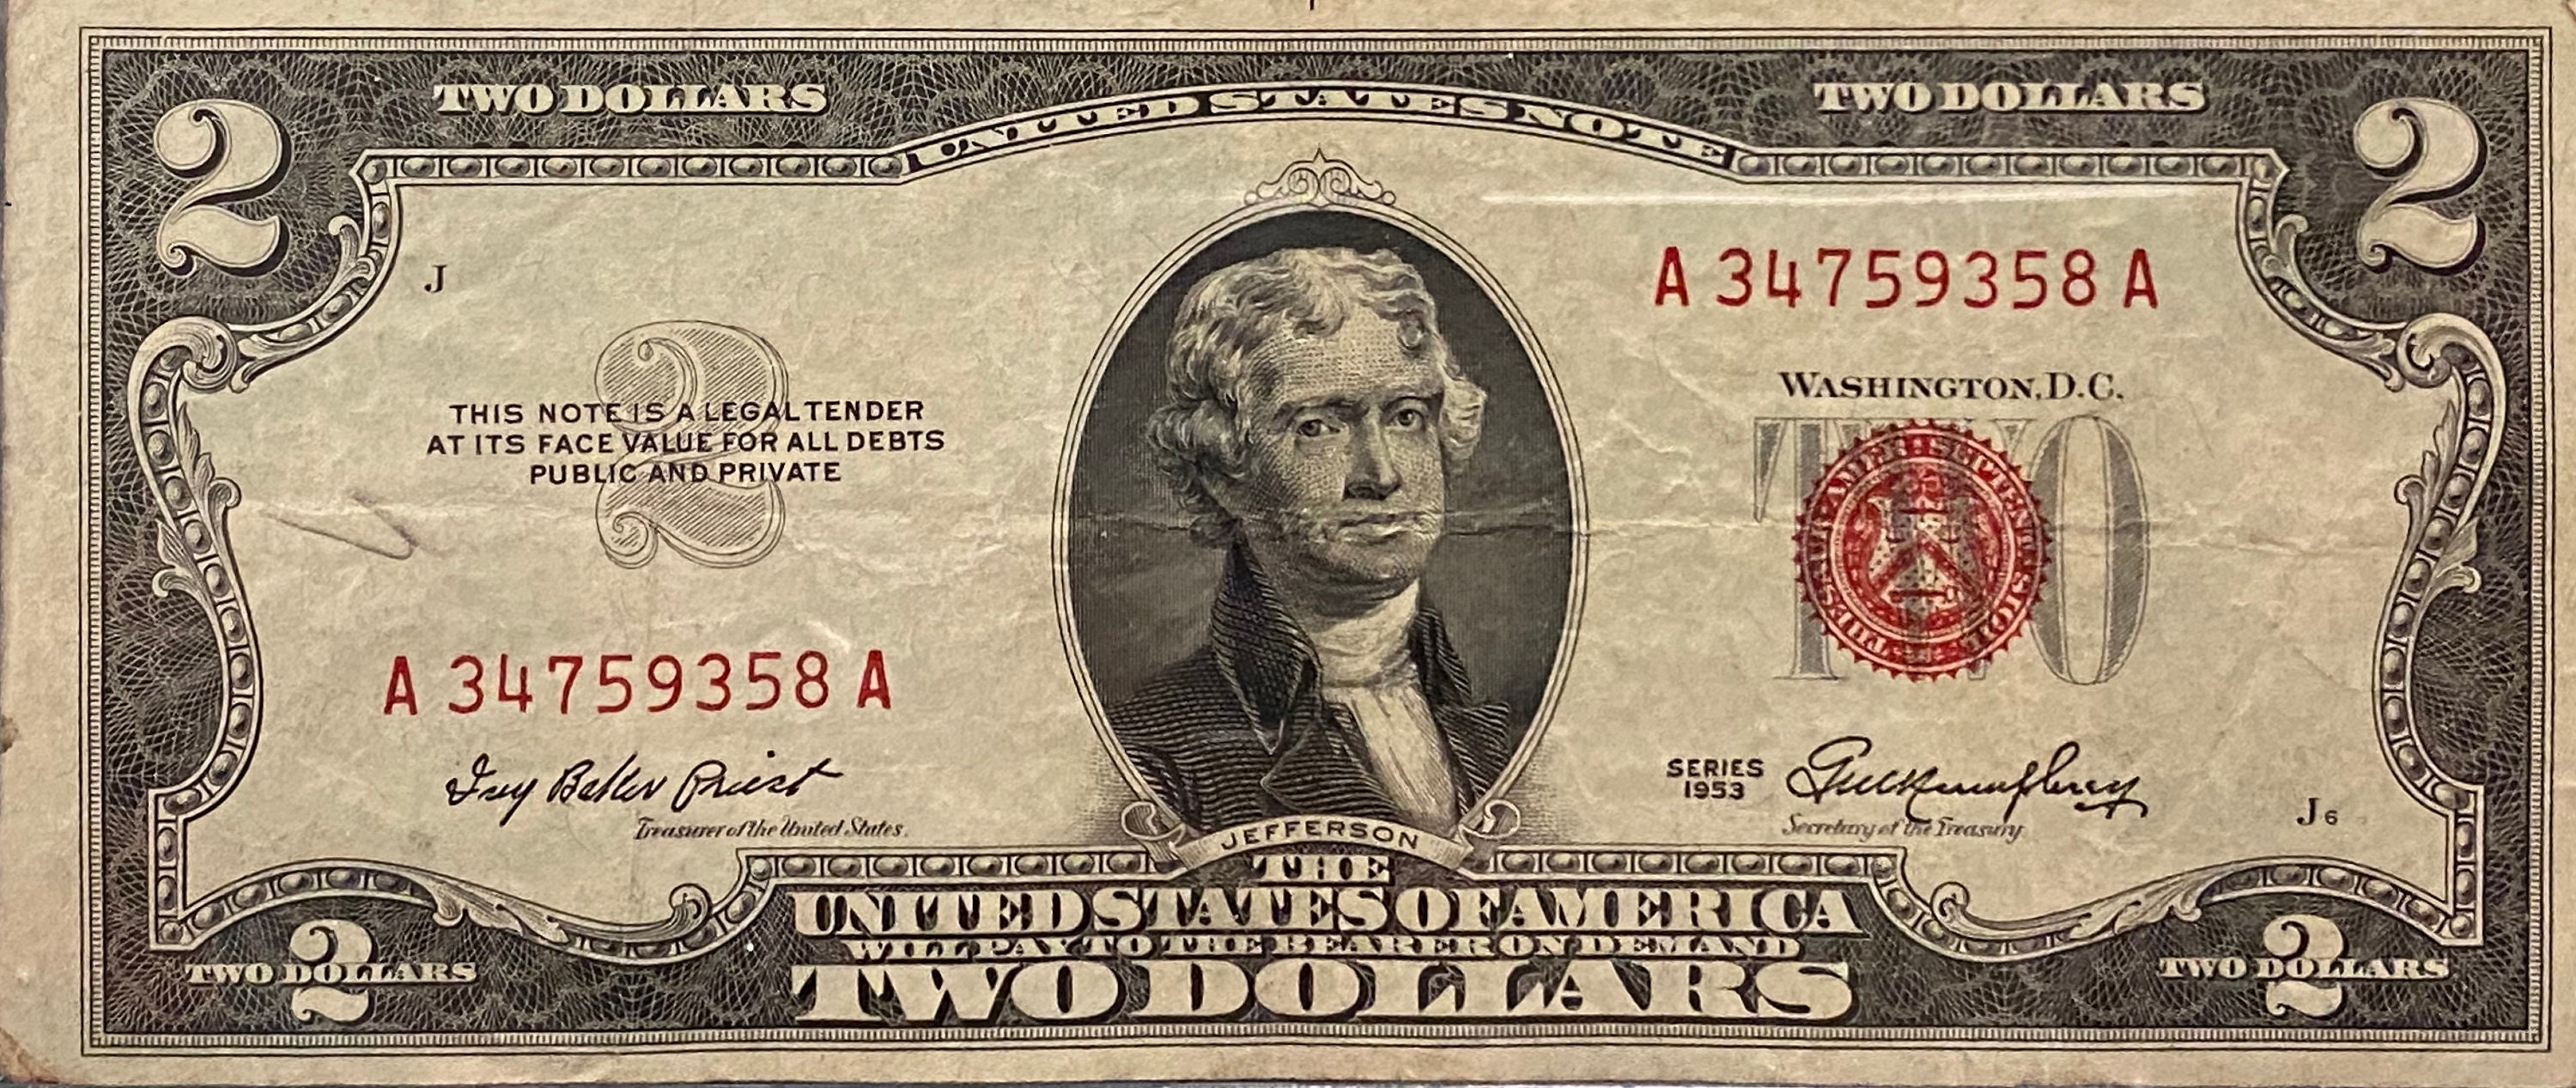 TWO DOLLARS
UNITED STATES NOTE
TWO DOLLARS
2
2
J
A 34759358 A
WASHINGTON, D.C.
2
THIS NOTE IS A LEGAL TENDER
AT ITS FACE VALUE FOR ALL DEBTS
PUBLIC AND PRIVATE
TWO
A 34759358 A
Ivy Baker Priest
Treasurer of the United States.
SERIES
1953
G M Humphrey
Secretary of the Treasury
J 6
JEFFERSON
THE
UNITED STATES OF AMERICA
WILL PAY TO THE BEARER ON DEMAND
TWO DOLLARS
2
TWO DOLLARS
2
TWO DOLLARS